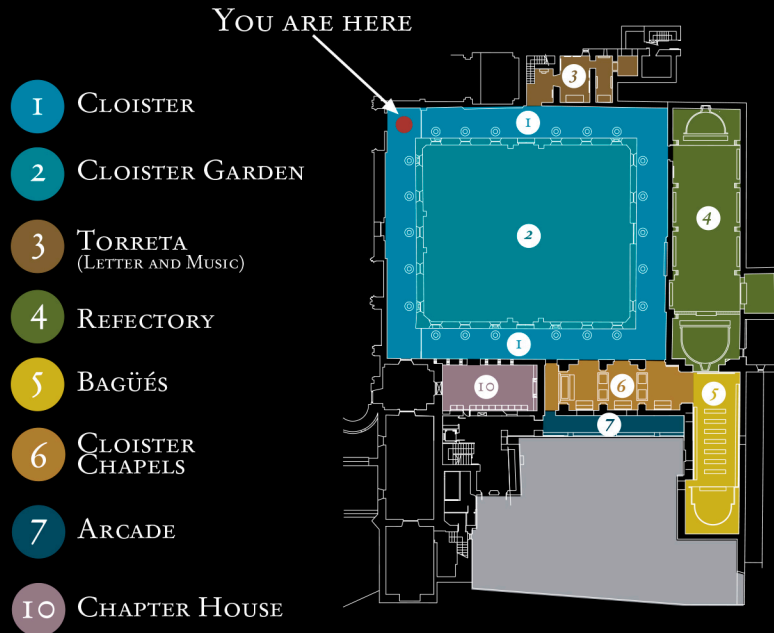 You are here
1 Cloister
2 Cloister Garden
3 Torreta
(Letter and Music)
4 Refectory
5 Bagüés
6 Cloister
Chapels
7 Arcade
10 Chapter House
3
1
4
2
1
10
6
5
7